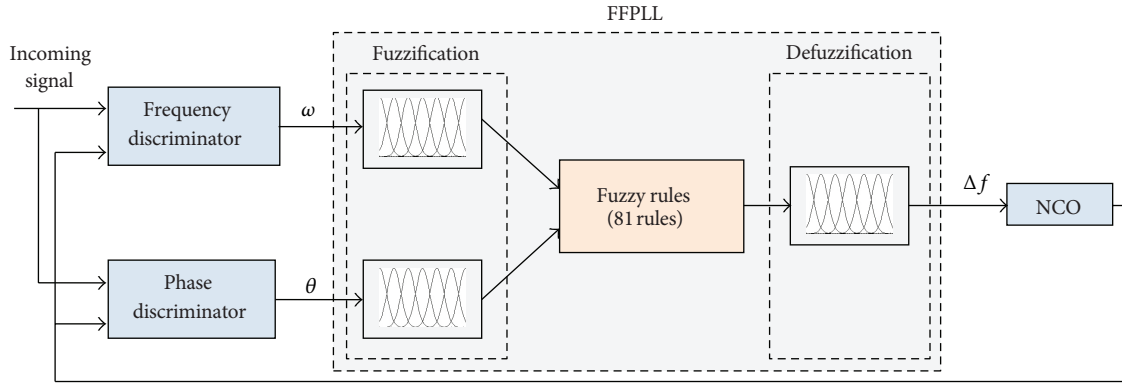 FFPLL
Incoming
signal
Fuzzification
Defuzzification
Frequency
discriminator
ω
Fuzzy rules
(81 rules)
Δf
NCO
Phase
discriminator
θ